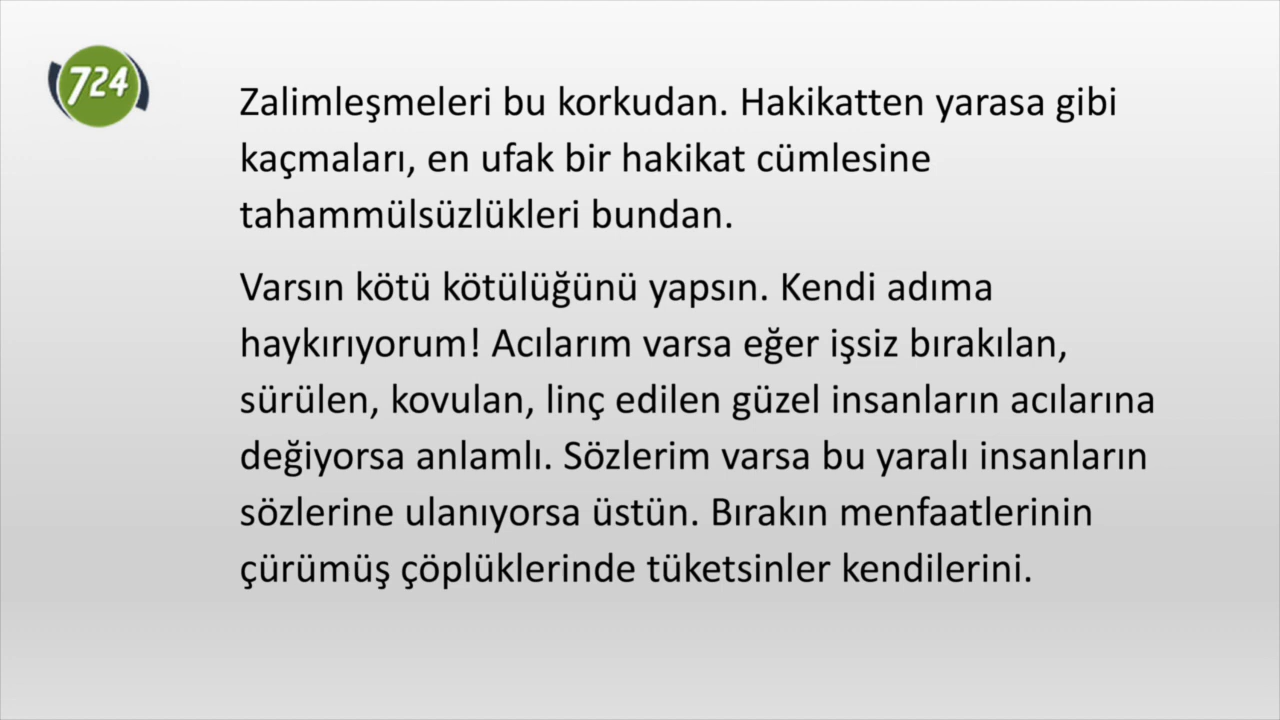 724
Zalimleşmeleri bu korkudan. Hakikatten yarasa gibi
kaçmaları, en ufak bir hakikat cümlesine
tahammülsüzlükleri bundan.
Varsın kötü kötülüğünü yapsın. Kendi adıma
haykırıyorum! Acılarım varsa eğer işsiz bırakılan,
sürülen, kovulan, linç edilen güzel insanların acılarına
değiyorsa anlamlı. Sözlerim varsa bu yaralı insanların
sözlerine ulanıyorsa üstün. Bırakın menfaatlerinin
çürümüş çöplüklerinde tüketsinler kendilerini.